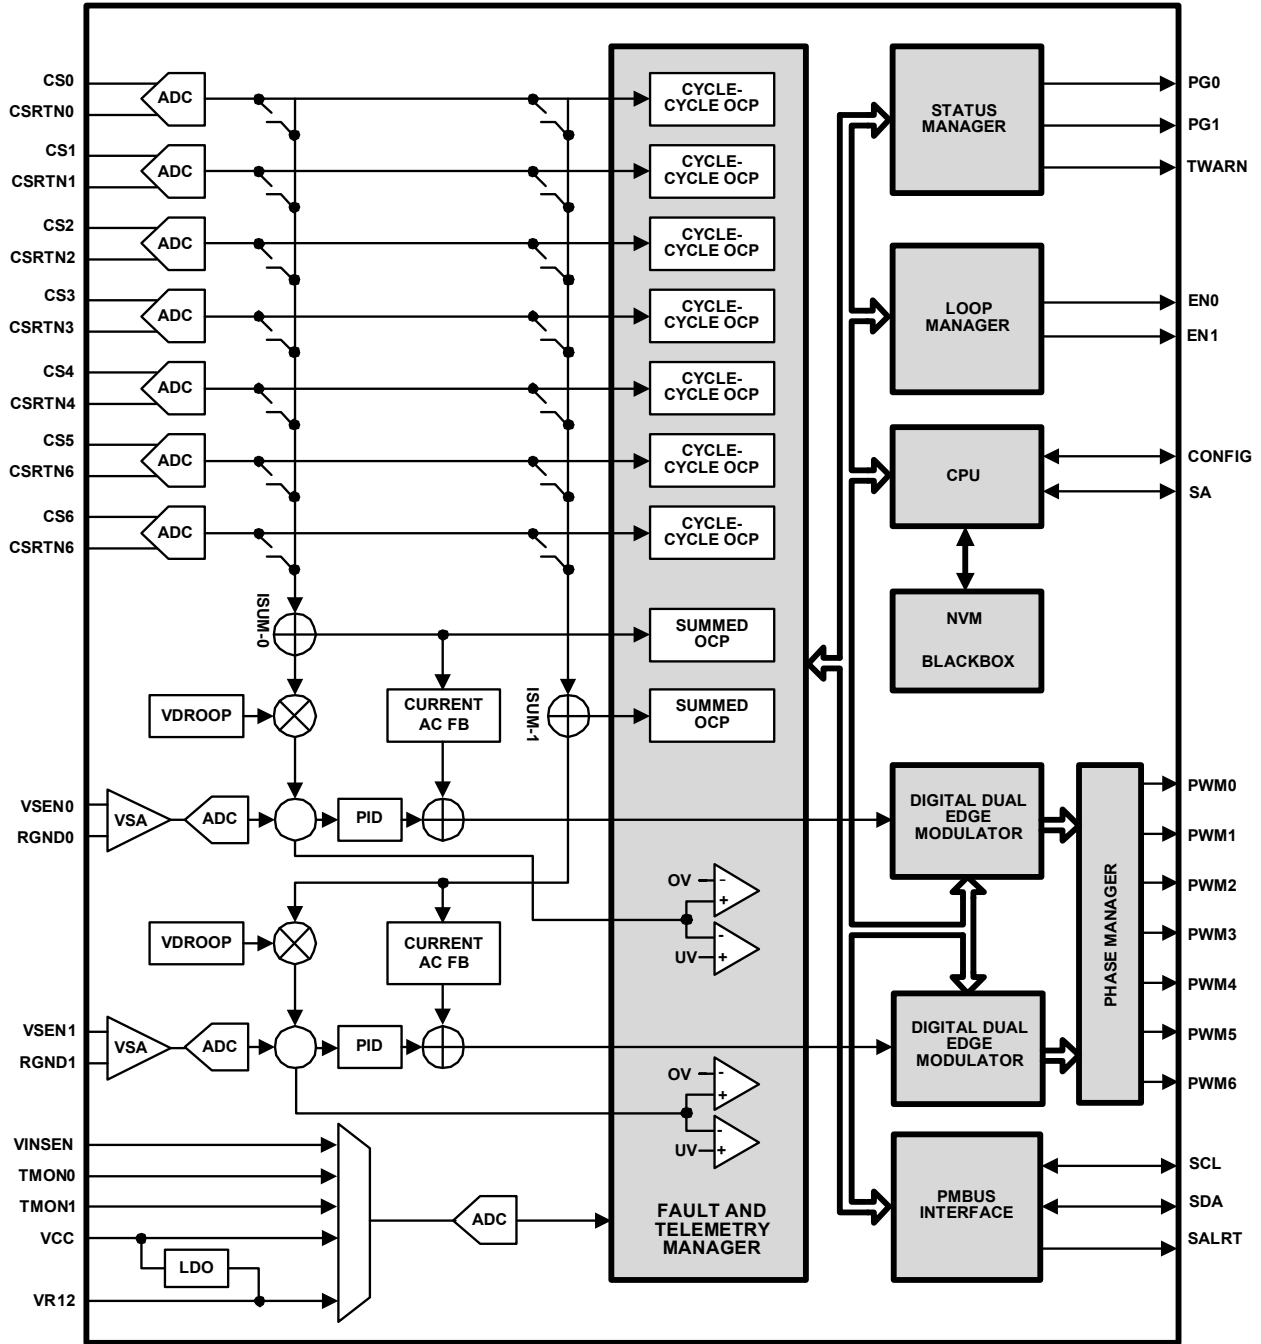 CS0
CSRTN0
CS1
CSRTN1
CS2
CSRTN2
CS3
CSRTN3
CS4
CSRTN4
CS5
CSRTN6
CS6
CSRTN6
ADC
ADC
ADC
ADC
ADC
ADC
ADC
CYCLE-
CYCLE OCP
CYCLE-
CYCLE OCP
CYCLE-
CYCLE OCP
CYCLE-
CYCLE OCP
CYCLE-
CYCLE OCP
CYCLE-
CYCLE OCP
CYCLE-
CYCLE OCP
ISUM-0
SUMMED
OCP
VDROOP
CURRENT
AC FB
ISUM-1
SUMMED
OCP
VSEN0
RGND0
VSA
ADC
PID
OV
-
+
-
+
UV
VDROOP
CURRENT
AC FB
VSEN1
RGND1
VSA
ADC
PID
OV
-
+
-
+
UV
VINSEN
TMON0
TMON1
VCC
LDO
VR12
ADC
FAULT AND
TELEMETRY
MANAGER
STATUS
MANAGER
PG0
PG1
TWARN
LOOP
MANAGER
EN0
EN1
CPU
CONFIG
SA
NVM
BLACKBOX
DIGITAL DUAL
EDGE
MODULATOR
DIGITAL DUAL
EDGE
MODULATOR
PHASE MANAGER
PWM0
PWM1
PWM2
PWM3
PWM4
PWM5
PWM6
PMBUS
INTERFACE
SCL
SDA
SALRT